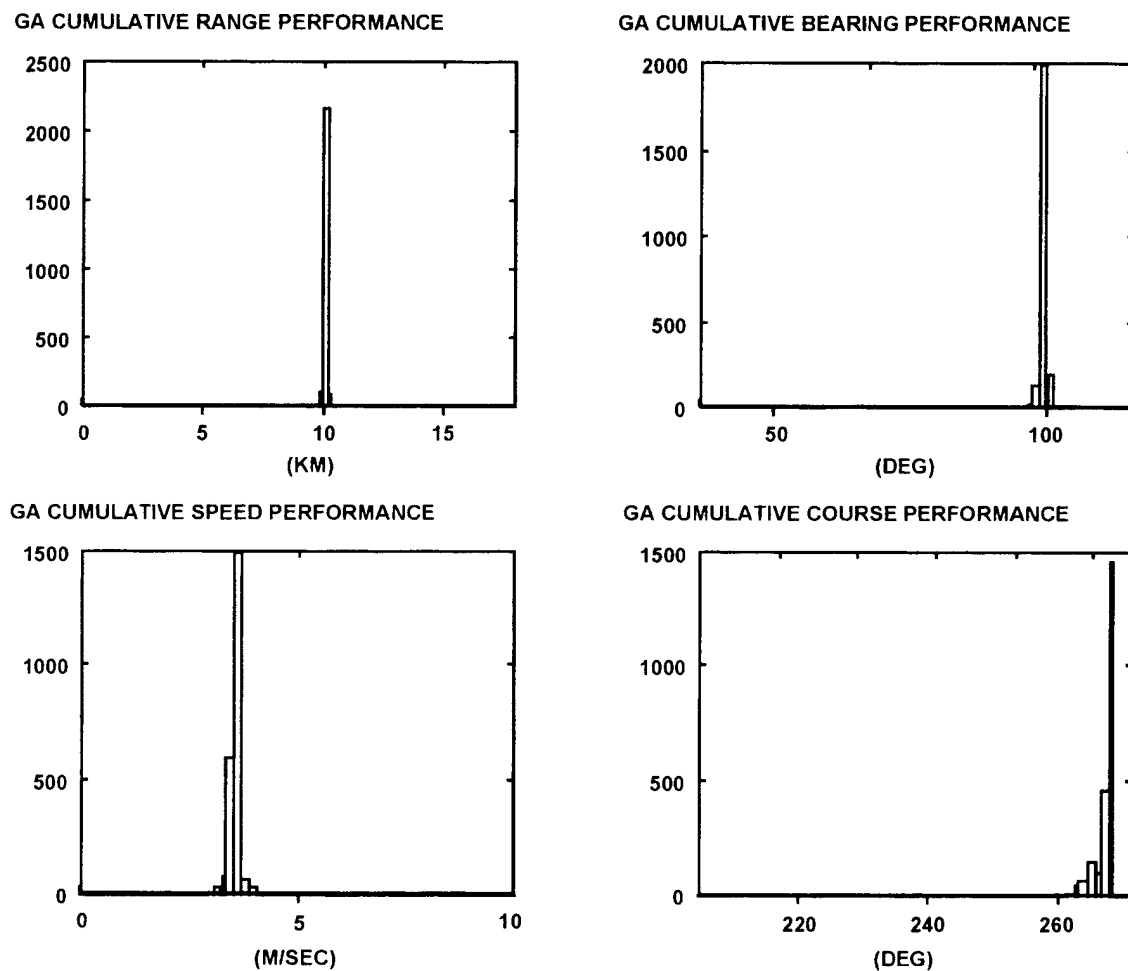 GA CUMULATIVE RANGE PERFORMANCE
2500
2000
1500
1000
500
0
0 5 10 15
(KM)
GA CUMULATIVE BEARING PERFORMANCE
2000
1500
1000
500
0
50 100
(DEG)
GA CUMULATIVE SPEED PERFORMANCE
1500
1000
500
0
0 5 10
(M/SEC)
GA CUMULATIVE COURSE PERFORMANCE
1500
1000
500
0
220 240 260
(DEG)